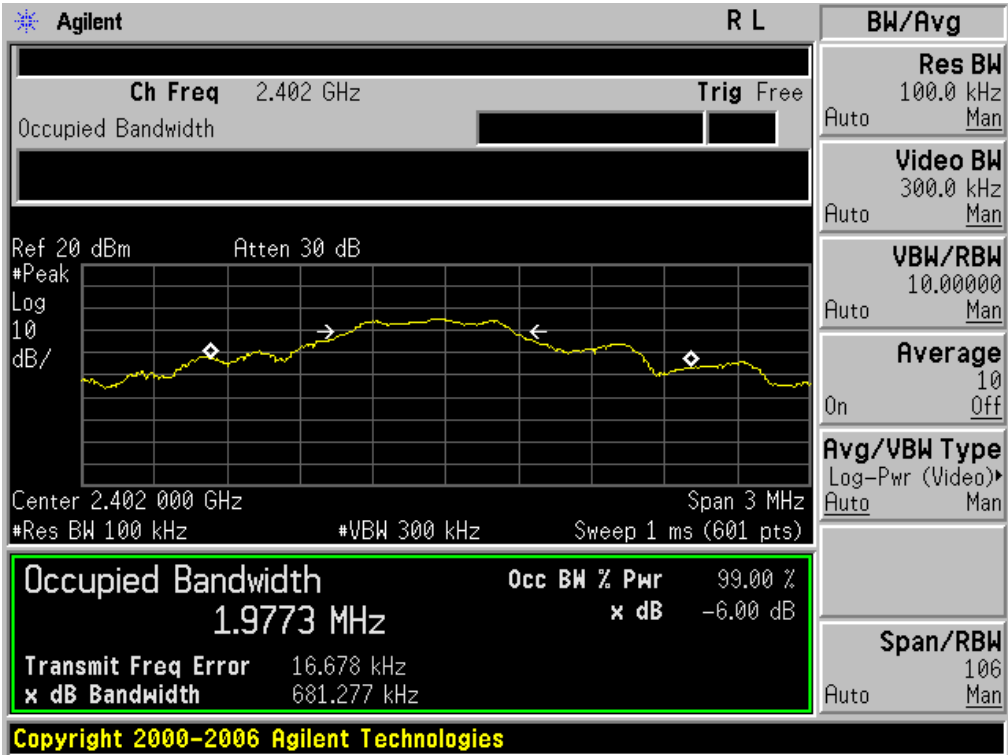 Agilent R L
Ch Freq 2.402 GHz Trig Free
Occupied Bandwidth
Ref 20 dBm Atten 30 dB
#Peak
Log
10
dB/
Center 2.402 000 GHz Span 3 MHz
#Res BW 100 kHz #VBW 300 kHz Sweep 1 ms (601 pts)
Occupied Bandwidth Occ BW % Pwr 99.00 %
1.9773 MHz x dB -6.00 dB
Transmit Freq Error 16.678 kHz
x dB Bandwidth 681.277 kHz
Copyright 2000-2006 Agilent Technologies
BW/Avg
Res BW
100.0 kHz
Auto Man
Video BW
300.0 kHz
Auto Man
VBW/RBW
10.00000
Auto Man
Average
10
On Off
Avg/VBW Type
Log-Pwr (Video)▸
Auto Man
Span/RBW
106
Auto Man